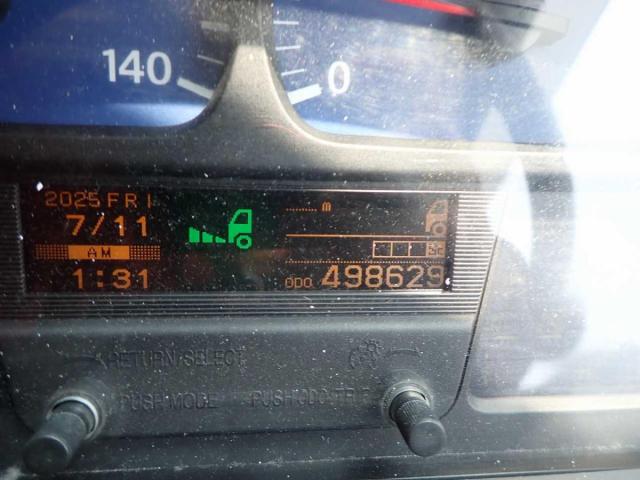 140
0
2025 FRI
7/11
m
AM
1:31
ODO 498629
RETURN SELECT
PUSH MODE
PUSH ODO TRIP